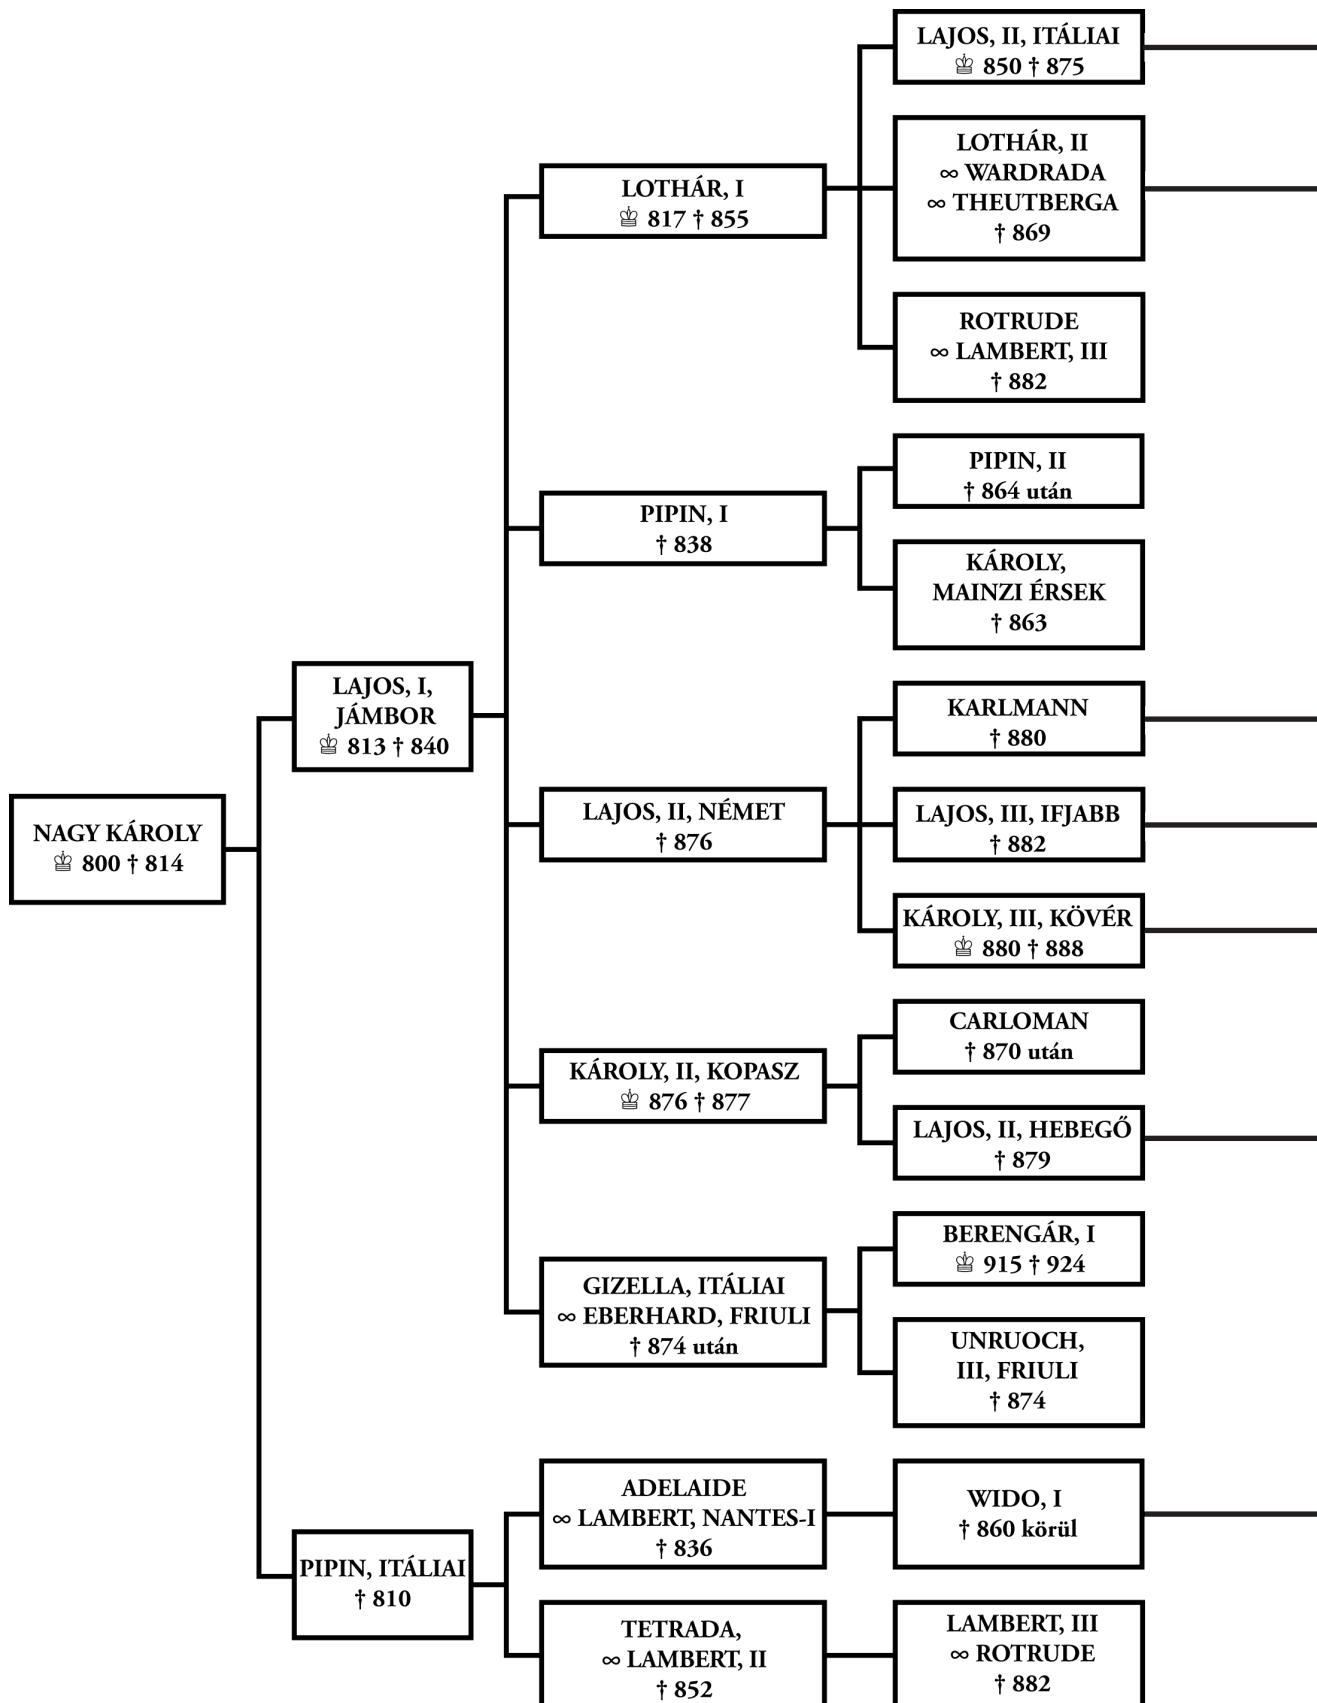 LAJOS, II, ITÁLIAI
♔ 850 † 875
LOTHÁR, II
∞ WARDRADA
∞ THEUTBERGA
† 869
LOTHÁR, I
♔ 817 † 855
ROTRUDE
∞ LAMBERT, III
† 882
PIPIN, II
† 864 után
PIPIN, I
† 838
KÁROLY,
MAINZI ÉRSEK
† 863
LAJOS, I,
JÁMBOR
♔ 813 † 840
KARLMANN
† 880
NAGY KÁROLY
♔ 800 † 814
LAJOS, II, NÉMET
† 876
LAJOS, III, IFJABB
† 882
KÁROLY, III, KÖVÉR
♔ 880 † 888
CARLOMAN
† 870 után
KÁROLY, II, KOPASZ
♔ 876 † 877
LAJOS, II, HEBEGŐ
† 879
BERENGÁR, I
♔ 915 † 924
GIZELLA, ITÁLIAI
∞ EBERHARD, FRIULI
† 874 után
UNRUOCH,
III, FRIULI
† 874
ADELAIDE
∞ LAMBERT, NANTES-I
† 836
WIDO, I
† 860 körül
PIPIN, ITÁLIAI
† 810
TETRADA,
∞ LAMBERT, II
† 852
LAMBERT, III
∞ ROTRUDE
† 882